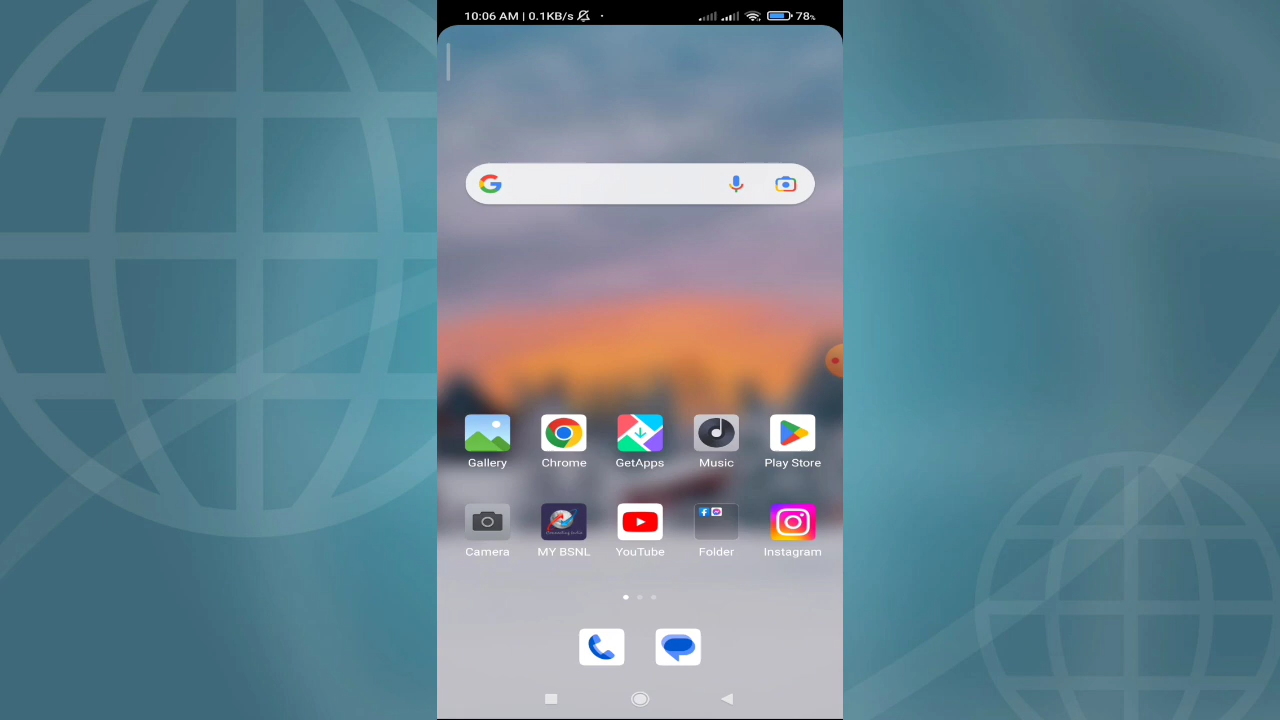 10:06 AM | 0.1KB/s 78%
Gallery Chrome GetApps Music Play Store
Camera MY BSNL YouTube Folder Instagram